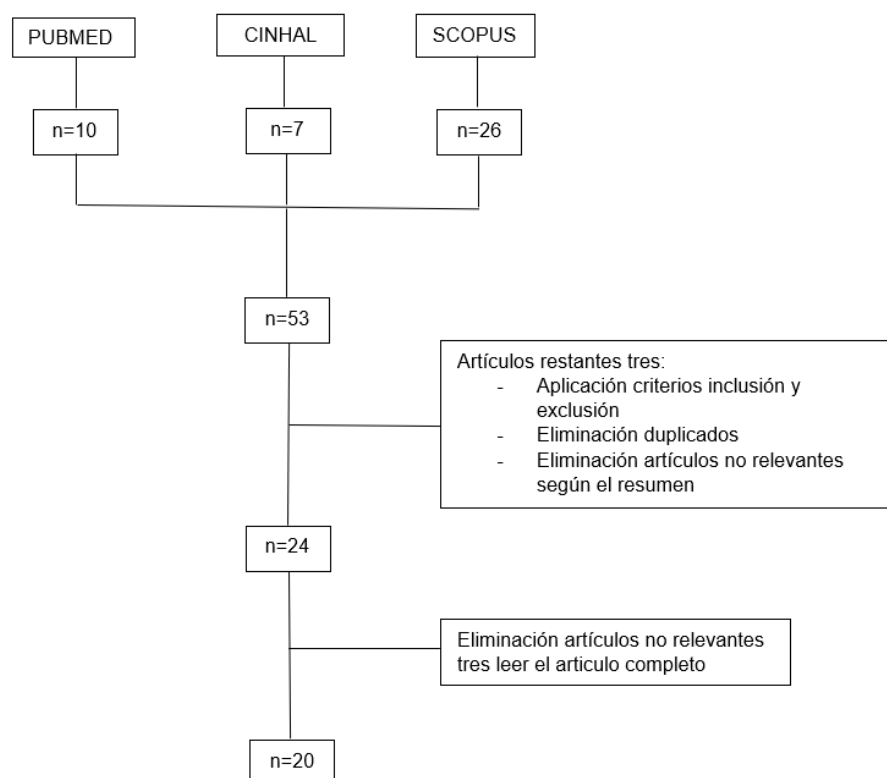 PUBMED
CINHAL
SCOPUS
n=10
n=7
n=26
n=53
Artículos restantes tres:
- Aplicación criterios inclusión y
exclusión
- Eliminación duplicados
- Eliminación artículos no relevantes
según el resumen
n=24
Eliminación artículos no relevantes
tres leer el articulo completo
n=20